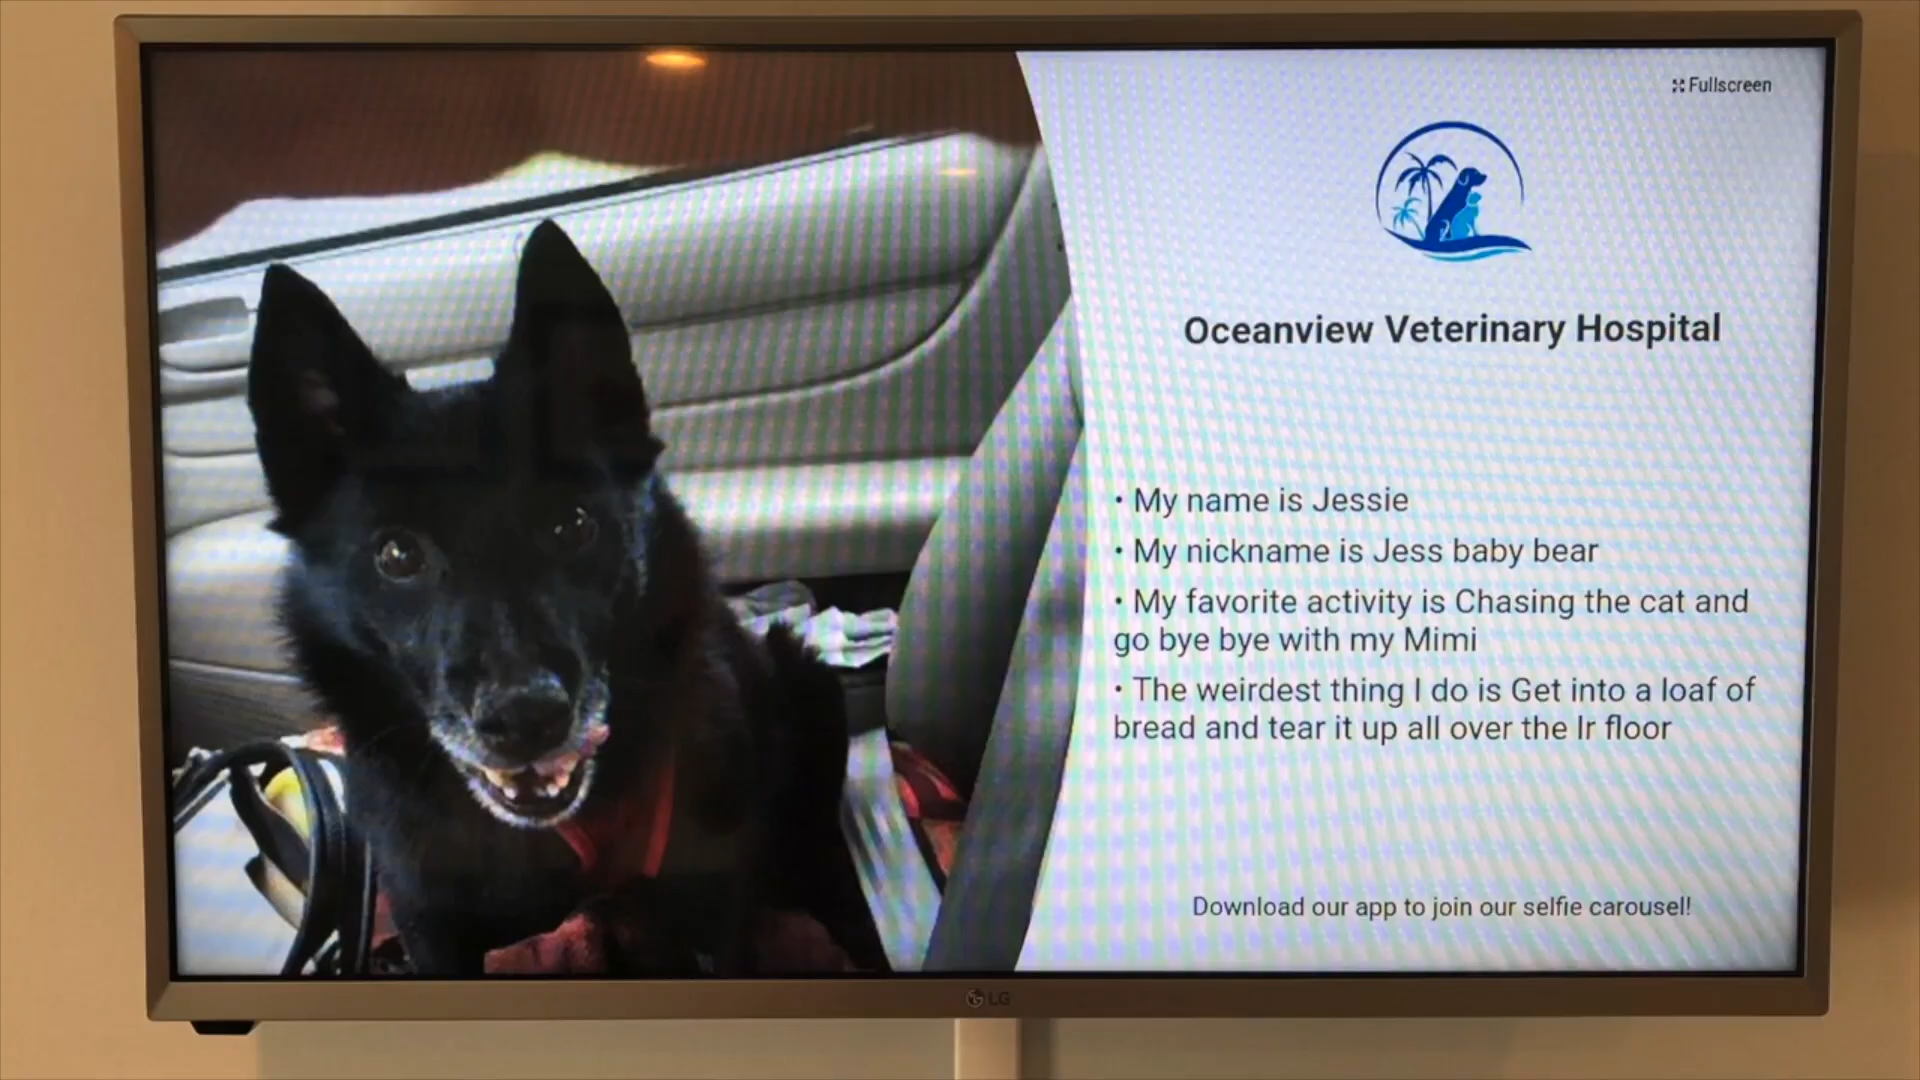 Fullscreen
Oceanview Veterinary Hospital
• My name is Jessie
• My nickname is Jess baby bear
• My favorite activity is Chasing the cat and
go bye bye with my Mimi
• The weirdest thing I do is Get into a loaf of
bread and tear it up all over the lr floor
Download our app to join our selfie carousel!
LG